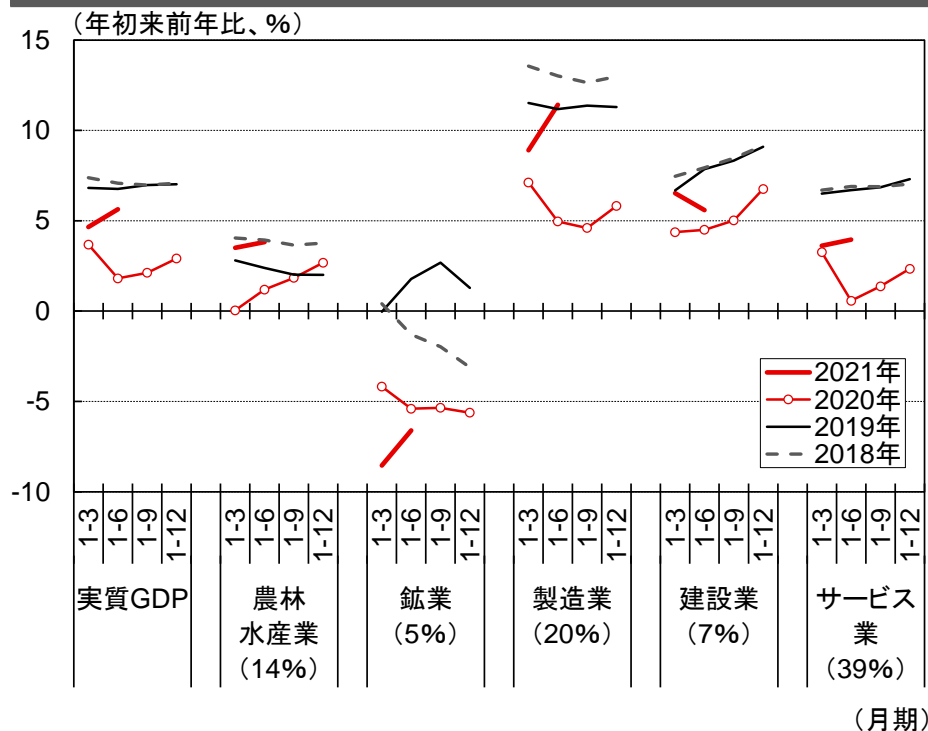 （年初来前年比、%）
15
10
5
0
-5
-10
2021年
2020年
2019年
2018年
1-3 1-6 1-9 1-12 1-3 1-6 1-9 1-12 1-3 1-6 1-9 1-12 1-3 1-6 1-9 1-12 1-3 1-6 1-9 1-12 1-3 1-6 1-9 1-12
実質GDP 農林 鉱業 製造業 建設業 サービス
水産業 （5%） （20%） （7%） 業
（14%） （39%）
（月期）